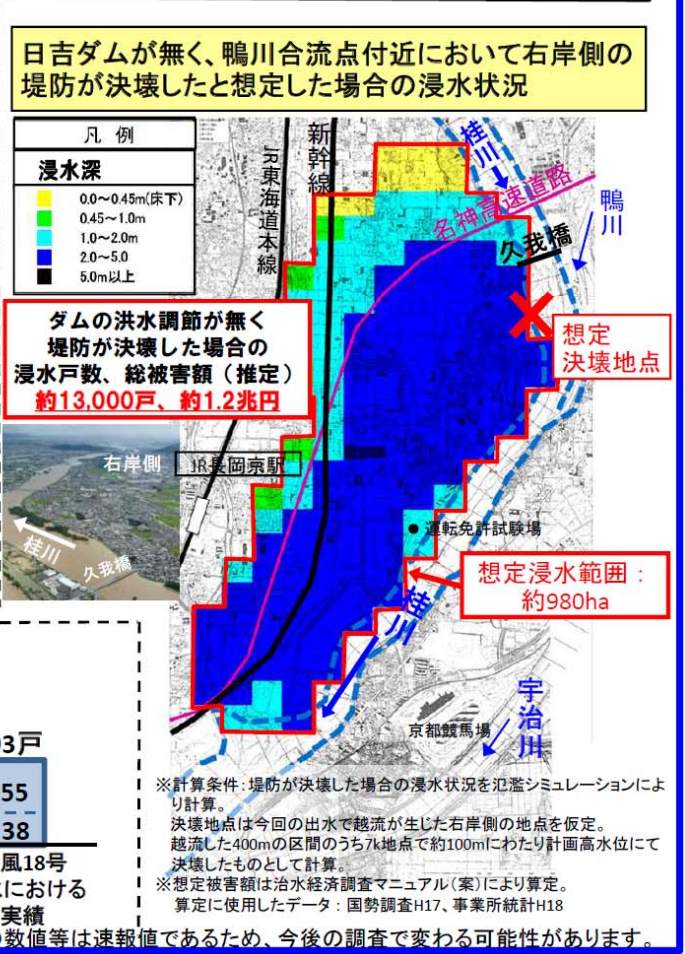 日吉ダムが無く、鴨川合流点付近において右岸側の
堤防が決壊したと想定した場合の浸水状況
凡 例
浸水深
0.0～0.45m(床下)
0.45～1.0m
1.0～2.0m
2.0～5.0
5.0m以上
JR東海道本線
新幹線
桂川
名神高速道路
鴨川
久我橋
ダムの洪水調節が無く
堤防が決壊した場合の
浸水戸数、総被害額（推定）
約13,000戸、約1.2兆円
想定
決壊地点
右岸側
JR長岡京駅
桂川
久我橋
運転免許試験場
想定浸水範囲：
約980ha
桂川
宇治川
京都競馬場
93戸
55
38
風18号
における
実績
※計算条件：堤防が決壊した場合の浸水状況を氾濫シミュレーションによ
り計算。
決壊地点は今回の出水で越流が生じた右岸側の地点を仮定。
越流した400mの区間のうち7k地点で約100mにわたり計画高水位にて
決壊したものとして計算。
※想定被害額は治水経済調査マニュアル（案）により算定。
算定に使用したデータ：国勢調査H17、事業所統計H18
の数値等は速報値であるため、今後の調査で変わる可能性があります。